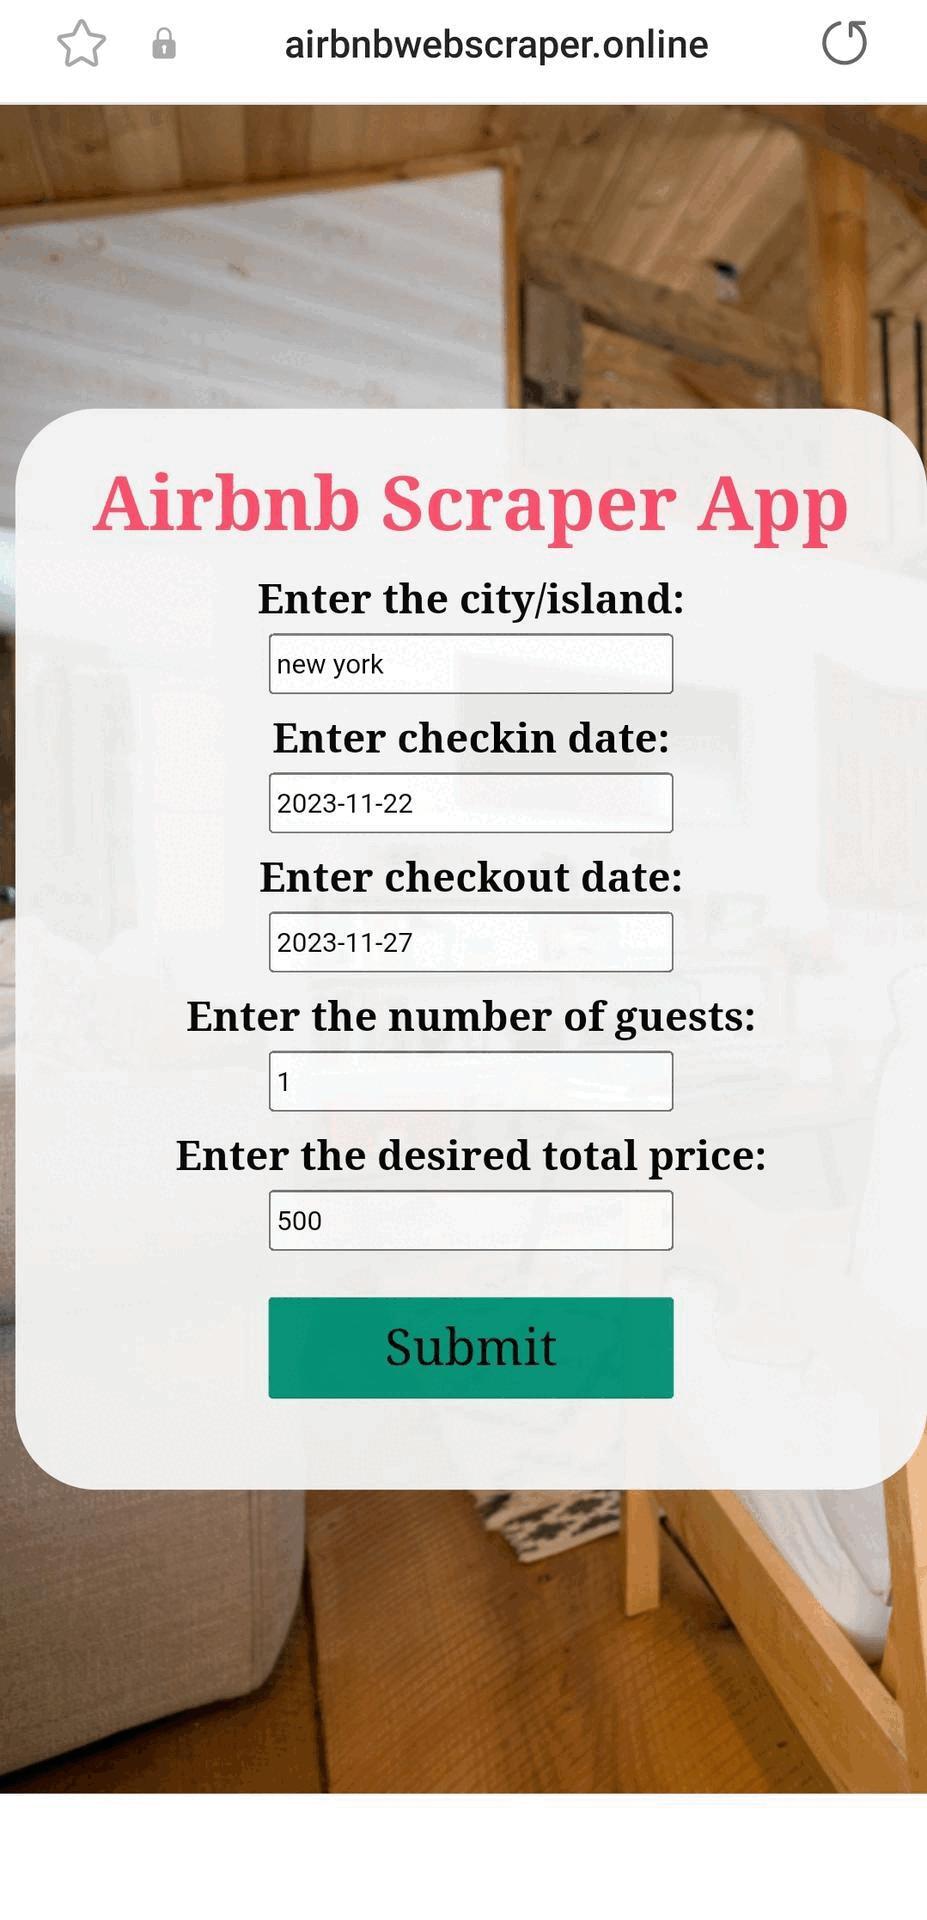 airbnbwebscraper.online
Airbnb Scraper App
Enter the city/island:
new york
Enter checkin date:
2023-11-22
Enter checkout date:
2023-11-27
Enter the number of guests:
1
Enter the desired total price:
500
Submit